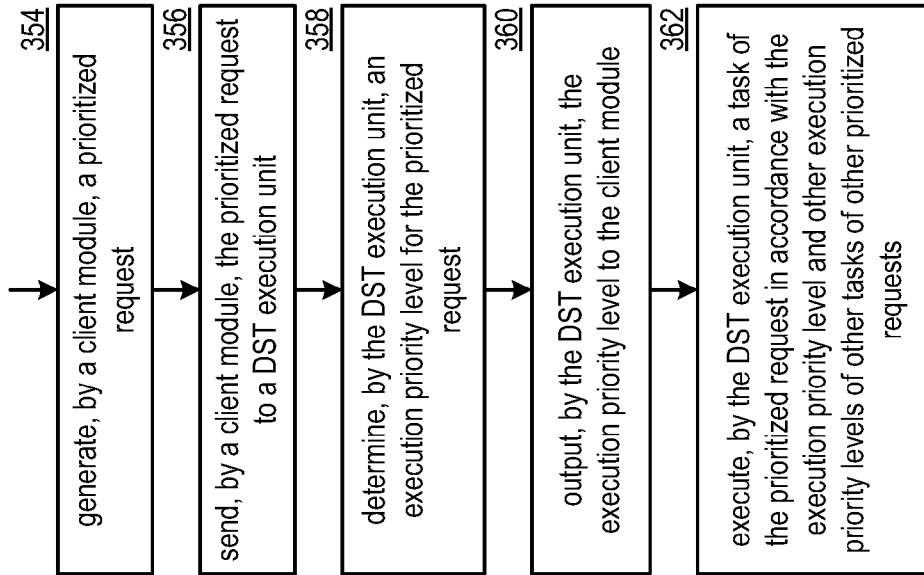 354
generate, by a client module, a prioritized
request
356
send, by a client module, the prioritized request
to a DST execution unit
358
determine, by the DST execution unit, an
execution priority level for the prioritized
request
360
output, by the DST execution unit, the
execution priority level to the client module
362
execute, by the DST execution unit, a task of
the prioritized request in accordance with the
execution priority level and other execution
priority levels of other tasks of other prioritized
requests